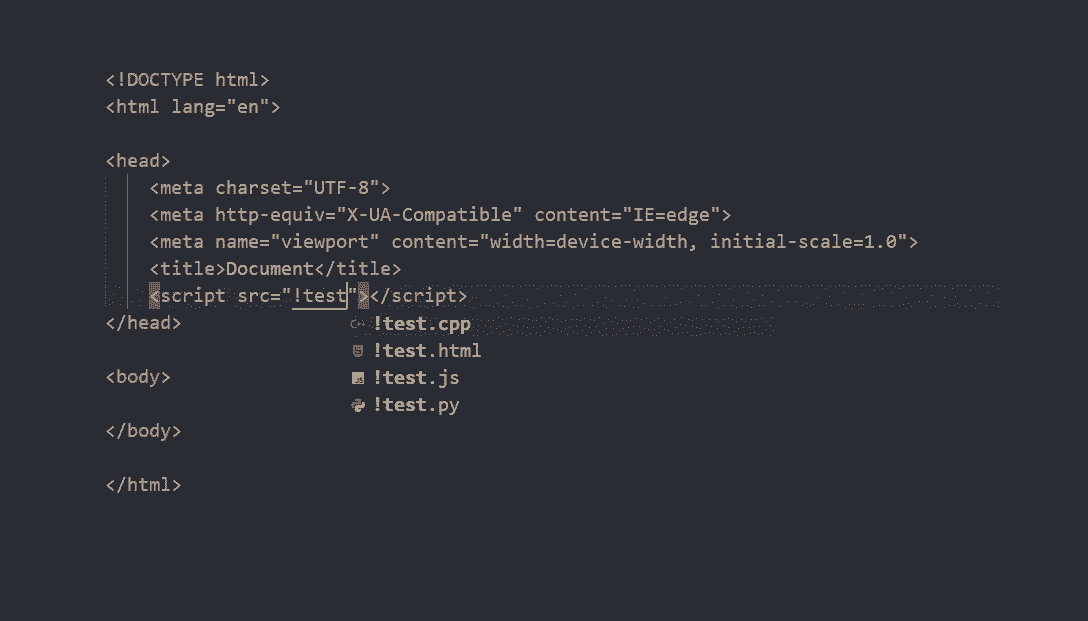 <!DOCTYPE html>
<html lang="en">
<head>
<meta charset="UTF-8">
<meta http-equiv="X-UA-Compatible" content="IE=edge">
<meta name="viewport" content="width=device-width, initial-scale=1.0">
<title>Document</title>
<script src="!test"></script>
</head>
C++ !test.cpp
!test.html
JS !test.js
!test.py
<body>
</body>
</html>